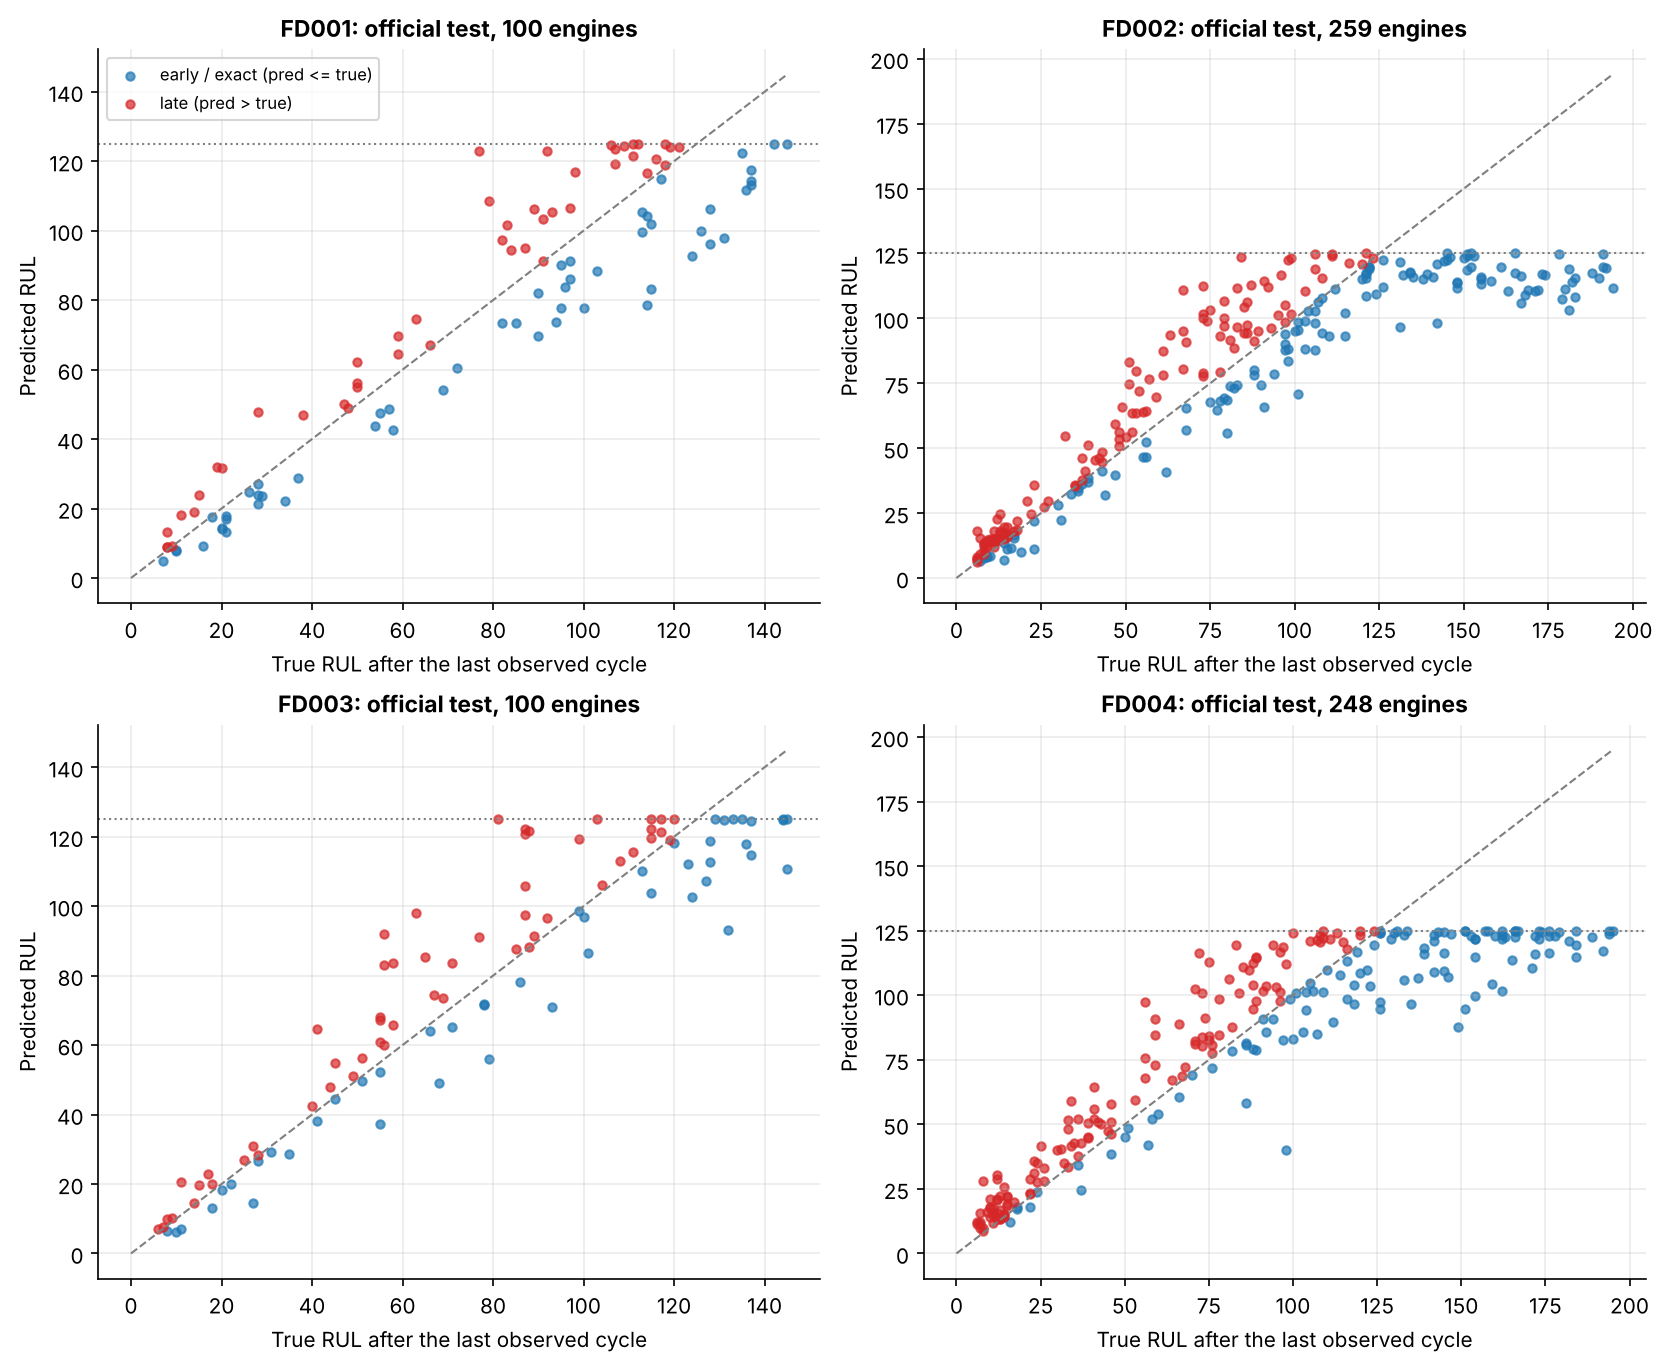 FD001: official test, 100 engines
early / exact (pred <= true)
late (pred > true)
140
120
100
80
60
40
20
0
Predicted RUL
0 20 40 60 80 100 120 140
True RUL after the last observed cycle
FD002: official test, 259 engines
200
175
150
125
100
75
50
25
0
Predicted RUL
0 25 50 75 100 125 150 175 200
True RUL after the last observed cycle
FD003: official test, 100 engines
140
120
100
80
60
40
20
0
Predicted RUL
0 20 40 60 80 100 120 140
True RUL after the last observed cycle
FD004: official test, 248 engines
200
175
150
125
100
75
50
25
0
Predicted RUL
0 25 50 75 100 125 150 175 200
True RUL after the last observed cycle